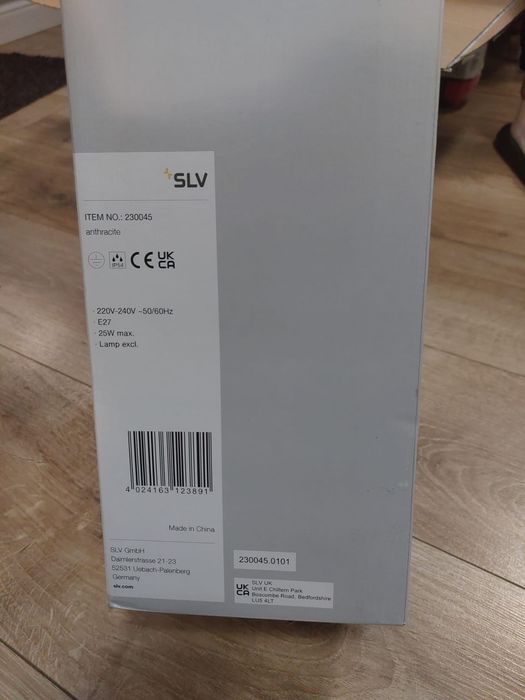 SLV
ITEM NO.: 230045
anthracite
IP54 CE UK CA
· 220V-240V ~50/60Hz
· E27
· 25W max.
· Lamp excl.
4 024163 123891
Made in China
SLV GmbH
Daimlerstrasse 21-23
52531 Uebach-Palenberg
Germany
slv.com
230045.0101
UK CA
SLV UK
Unit E Chiltern Park
Boscombe Road, Bedfordshire
LU5 4LT